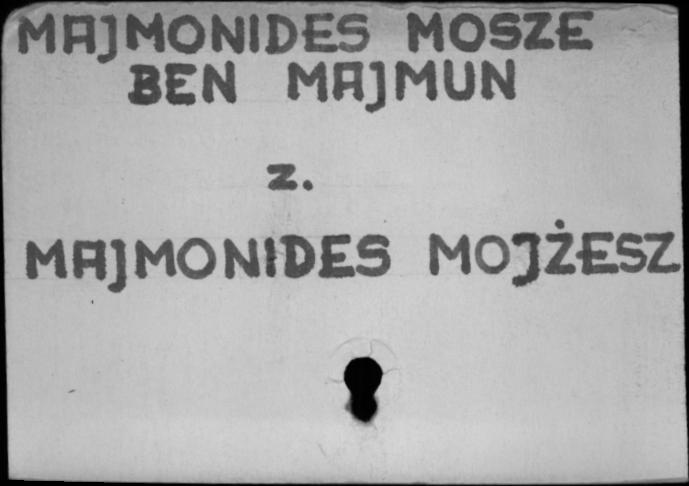 MAJMONIDES MOSZE
BEN MAJMUN
z.
MAJMONIDES MOJŻESZ